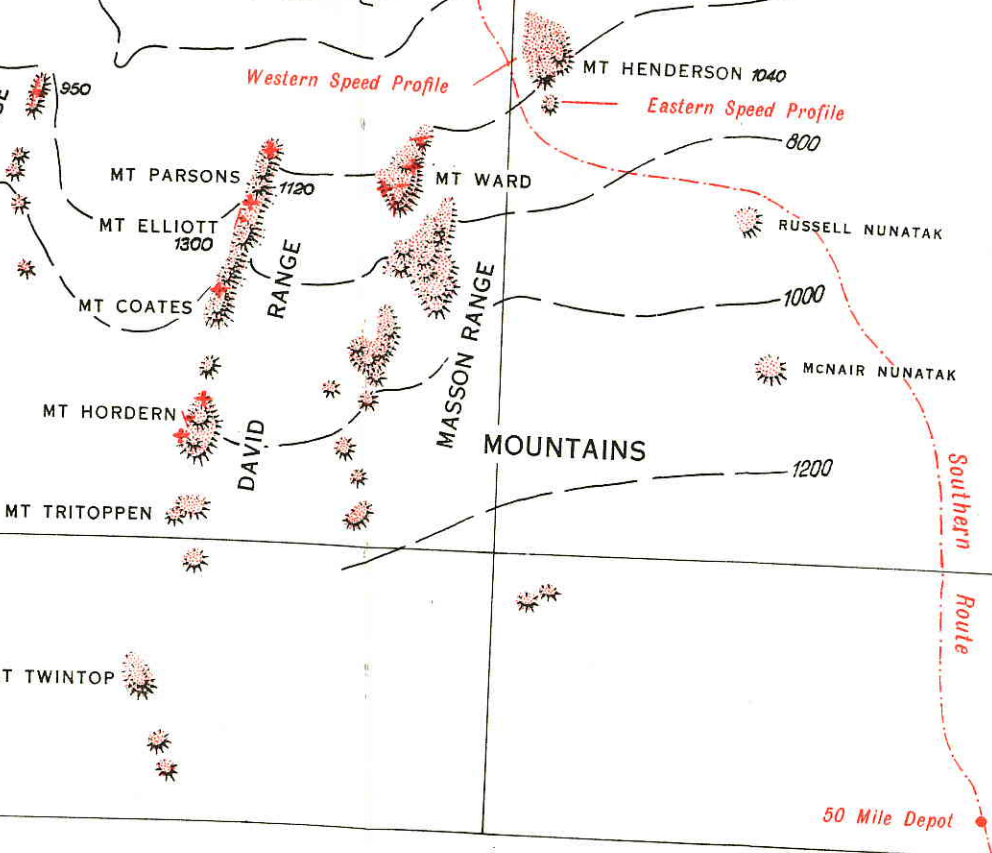 MT HENDERSON 1040
Western Speed Profile
950
Eastern Speed Profile
800
MT PARSONS
1120
MT WARD
MT ELLIOTT
1300
RUSSELL NUNATAK
RANGE
MT COATES
1000
MASSON RANGE
MCNAIR NUNATAK
MT HORDERN
DAVID
MOUNTAINS
1200
Southern
MT TRITOPPEN
Route
T TWINTOP
50 Mile Depot